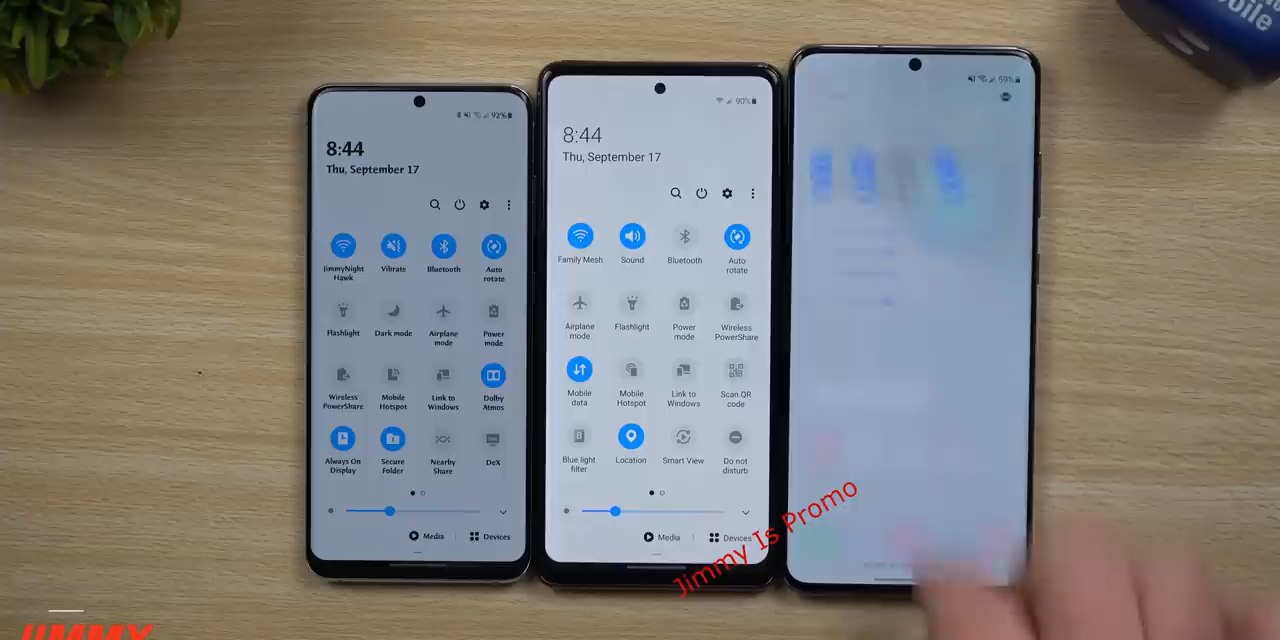 92%
8:44
Thu, September 17
JimmyNight
Hawk
Vibrate
Bluetooth
Auto
rotate
Flashlight
Dark mode
Airplane
mode
Power
mode
Wireless
PowerShare
Mobile
Hotspot
Link to
Windows
Dolby
Atmos
Always On
Display
Secure
Folder
Nearby
Share
DeX
Media
Devices
90%
8:44
Thu, September 17
Family Mesh
Sound
Bluetooth
Auto
rotate
Airplane
mode
Flashlight
Power
mode
Wireless
PowerShare
Mobile
data
Mobile
Hotspot
Link to
Windows
Scan QR
code
Blue light
filter
Location
Smart View
Do not
disturb
Media
Devices
59%
Jimmy Is Promo
JIMMY